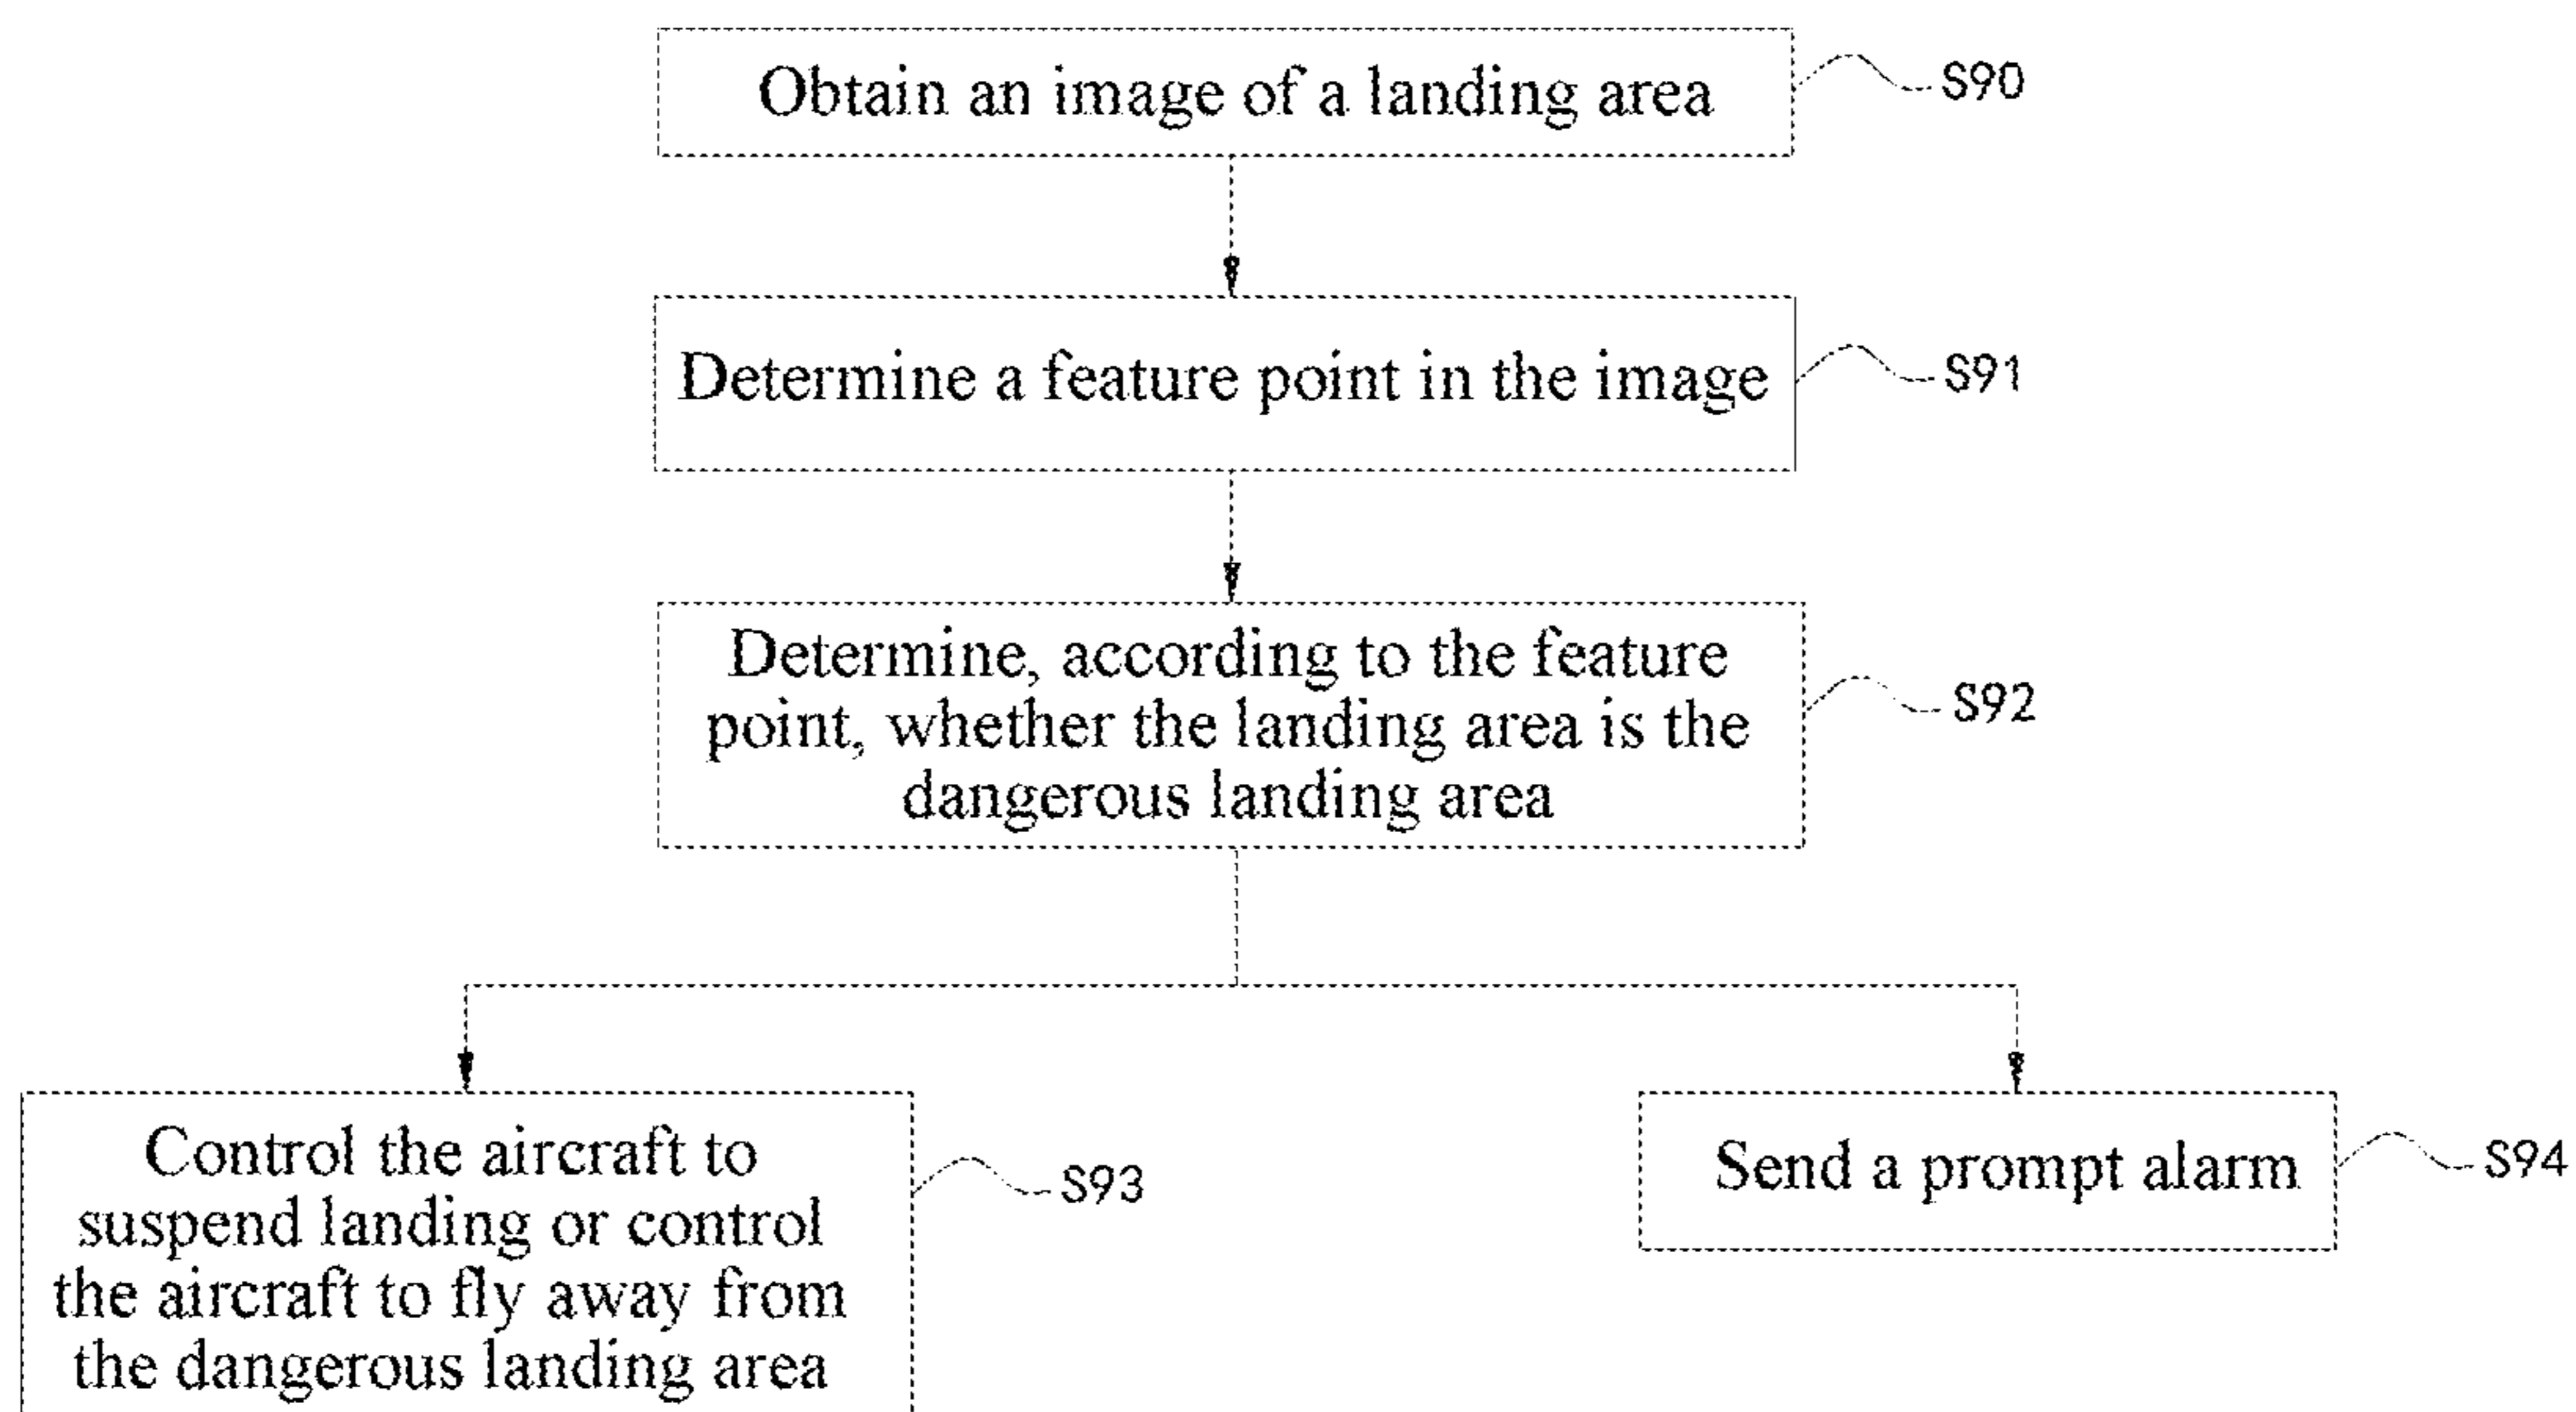 Obtain an image of a landing area
S90
Determine a feature point in the image
S91
Determine, according to the feature
point, whether the landing area is the
dangerous landing area
S92
Control the aircraft to
suspend landing or control
the aircraft to fly away from
the dangerous landing area
S93
Send a prompt alarm
S94